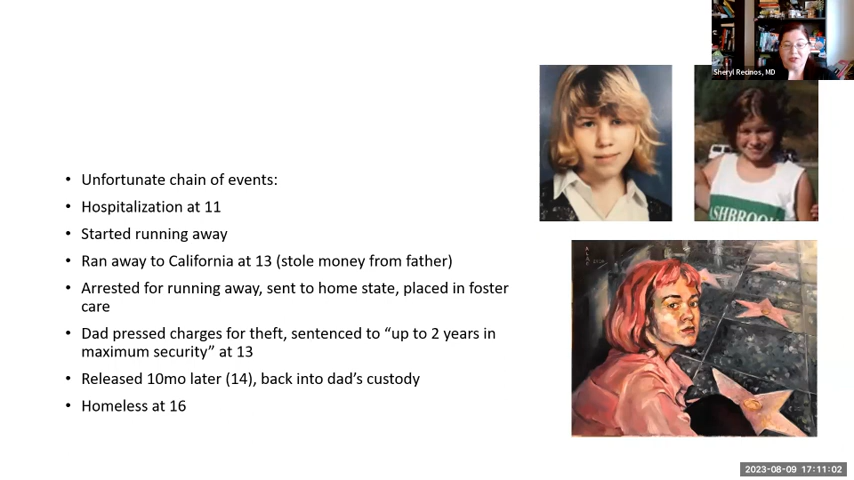 Sheryl Recinos, MD
• Unfortunate chain of events:
• Hospitalization at 11
• Started running away
• Ran away to California at 13 (stole money from father)
• Arrested for running away, sent to home state, placed in foster
care
• Dad pressed charges for theft, sentenced to “up to 2 years in
maximum security” at 13
• Released 10mo later (14), back into dad’s custody
• Homeless at 16
SHBROOK
2023-08-09 17:11:02